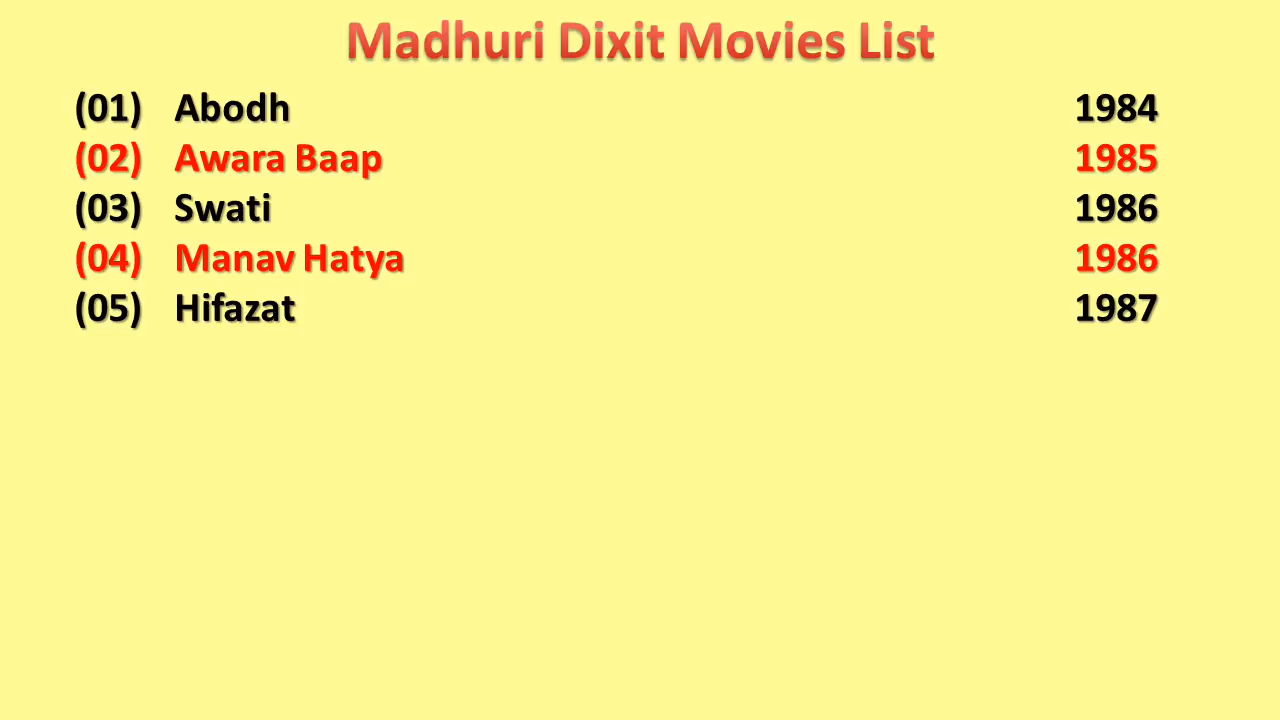 Madhuri Dixit Movies List
(01) Abodh 1984
(02) Awara Baap 1985
(03) Swati 1986
(04) Manav Hatya 1986
(05) Hifazat 1987